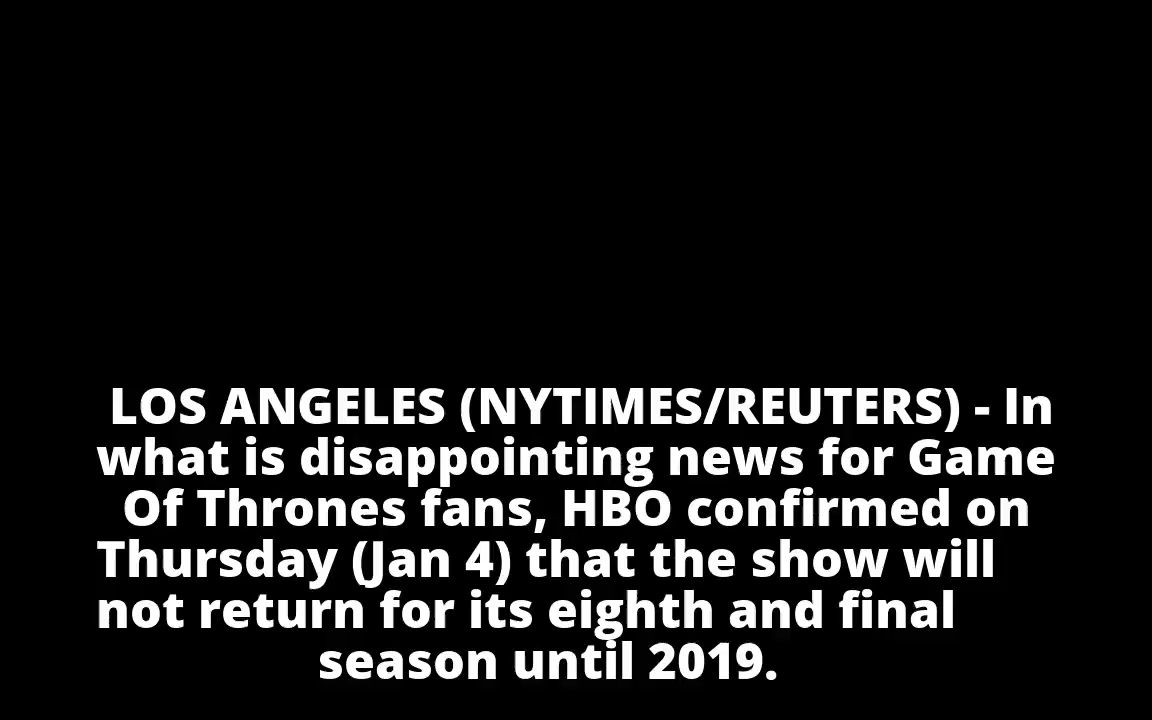 LOS ANGELES (NYTIMES/REUTERS) - In
what is disappointing news for Game
Of Thrones fans, HBO confirmed on
Thursday (Jan 4) that the show will
not return for its eighth and final
season until 2019.